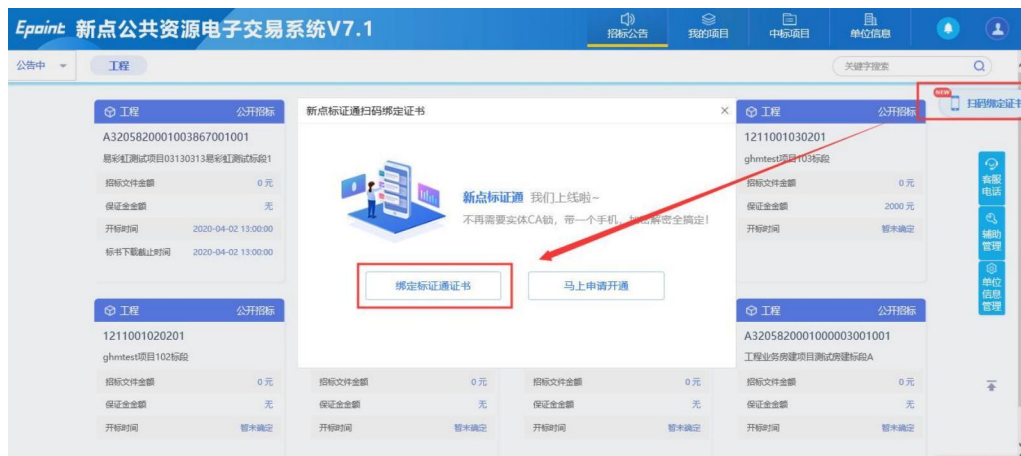 Epoint 新点公共资源电子交易系统V7.1
招标公告
我的项目
中标项目
单位信息
公告中
工程
关键字搜索
NEW
扫码绑定证书
新点标证通扫码绑定证书
新点标证通 我们上线啦~
不再需要实体CA锁,带一个手机,加密解密全搞定!
绑定标证通证书
马上申请开通
工程 公开招标
A3205820001003867001001
易彩虹测试项目03130313易彩虹测试标段1
招标文件金额 0 元
保证金金额 无
开标时间 2020-04-02 13:00:00
标书下载截止时间 2020-04-02 13:00:00
工程 公开招标
1211001030201
ghmtest项目103标段
招标文件金额 0 元
保证金金额 2000 元
开标时间 暂未确定
客服
电话
辅助
管理
单位
信息
管理
工程 公开招标
1211001020201
ghmtest项目102标段
招标文件金额 0 元
保证金金额 无
开标时间 暂未确定
招标文件金额 0 元
保证金金额 无
开标时间 暂未确定
招标文件金额 0 元
保证金金额 无
开标时间 暂未确定
工程 公开招标
A3205820001000003001001
工程业务房建项目测试房建标段A
招标文件金额 0 元
保证金金额 无
开标时间 暂未确定